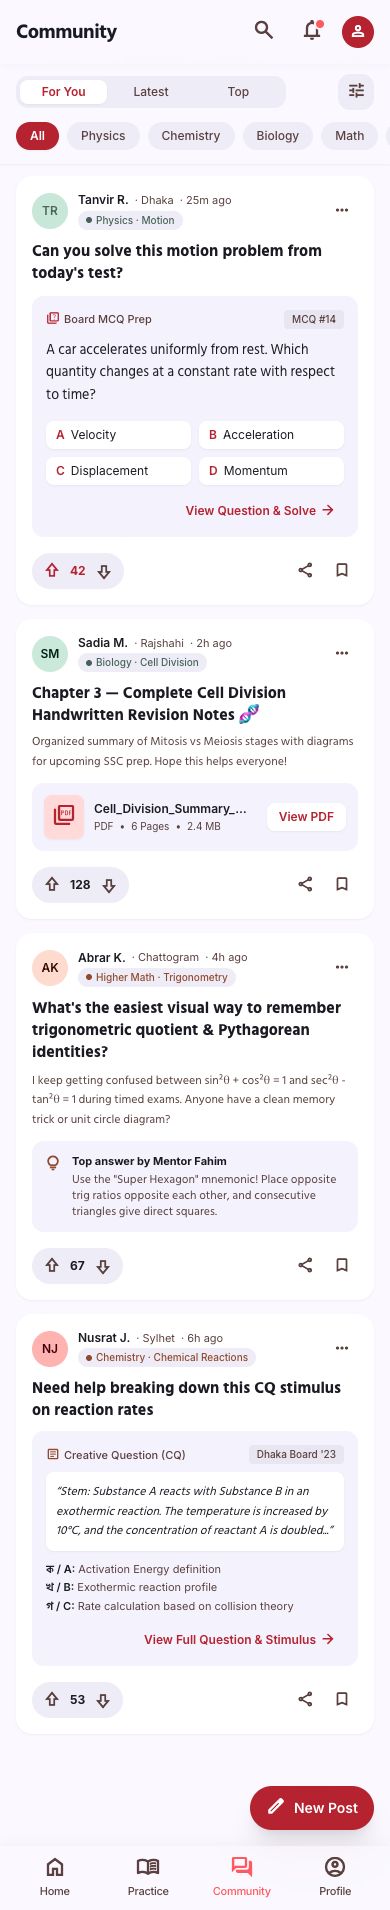 Community
For You
Latest
Top
All
Physics
Chemistry
Biology
Math
TR
Tanvir R. · Dhaka · 25m ago
Physics · Motion
Can you solve this motion problem from
today's test?
Board MCQ Prep
MCQ #14
A car accelerates uniformly from rest. Which
quantity changes at a constant rate with respect
to time?
A Velocity
B Acceleration
C Displacement
D Momentum
View Question & Solve →
42
SM
Sadia M. · Rajshahi · 2h ago
Biology · Cell Division
Chapter 3 — Complete Cell Division
Handwritten Revision Notes 🧬
Organized summary of Mitosis vs Meiosis stages with diagrams
for upcoming SSC prep. Hope this helps everyone!
PDF
Cell_Division_Summary_...
PDF • 6 Pages • 2.4 MB
View PDF
128
AK
Abrar K. · Chattogram · 4h ago
Higher Math · Trigonometry
What's the easiest visual way to remember
trigonometric quotient & Pythagorean
identities?
I keep getting confused between sin²θ + cos²θ = 1 and sec²θ -
tan²θ = 1 during timed exams. Anyone have a clean memory
trick or unit circle diagram?
Top answer by Mentor Fahim
Use the "Super Hexagon" mnemonic! Place opposite
trig ratios opposite each other, and consecutive
triangles give direct squares.
67
NJ
Nusrat J. · Sylhet · 6h ago
Chemistry · Chemical Reactions
Need help breaking down this CQ stimulus
on reaction rates
Creative Question (CQ)
Dhaka Board '23
"Stem: Substance A reacts with Substance B in an
exothermic reaction. The temperature is increased by
10°C, and the concentration of reactant A is doubled..."
क / A: Activation Energy definition
ख / B: Exothermic reaction profile
ग / C: Rate calculation based on collision theory
View Full Question & Stimulus →
53
New Post
Home
Practice
Community
Profile